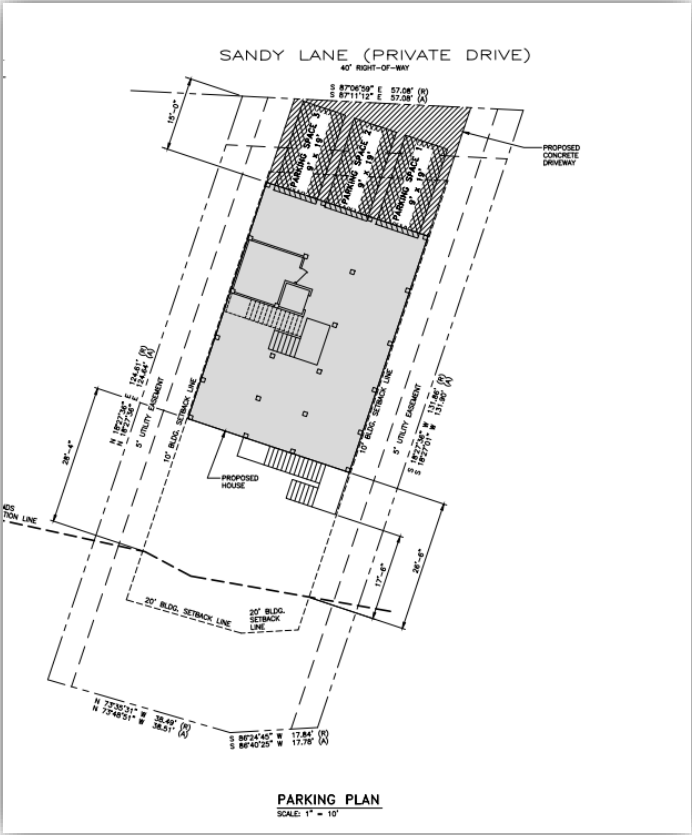 SANDY LANE (PRIVATE DRIVE)
40' RIGHT-OF-WAY
S 87°06'59" E 57.08' (R)
S 87°11'12" E 57.08' (A)
15'-0"
PARKING SPACE 3
9' X 19'
PARKING SPACE 2
9' X 19'
PARKING SPACE 1
9' X 19'
PROPOSED
CONCRETE
DRIVEWAY
N 18°27'36" E 124.61' (R)
N 18°27'36" E 124.64' (A)
5' UTILITY EASEMENT
10' BLDG. SETBACK LINE
10' BLDG. SETBACK LINE
5' UTILITY EASEMENT
S 18°27'36" W 131.86' (R)
S 18°27'01" W 131.90' (A)
28'-4"
PROPOSED
HOUSE
NDS
TION LINE
17'-6"
26'-6"
20' BLDG. SETBACK LINE
20' BLDG.
SETBACK
LINE
N 73°35'31" W 38.49' (R)
N 73°48'51" W 38.51' (A)
S 86°24'45" W 17.84' (R)
S 86°40'25" W 17.78' (A)
PARKING PLAN
SCALE: 1" = 10'